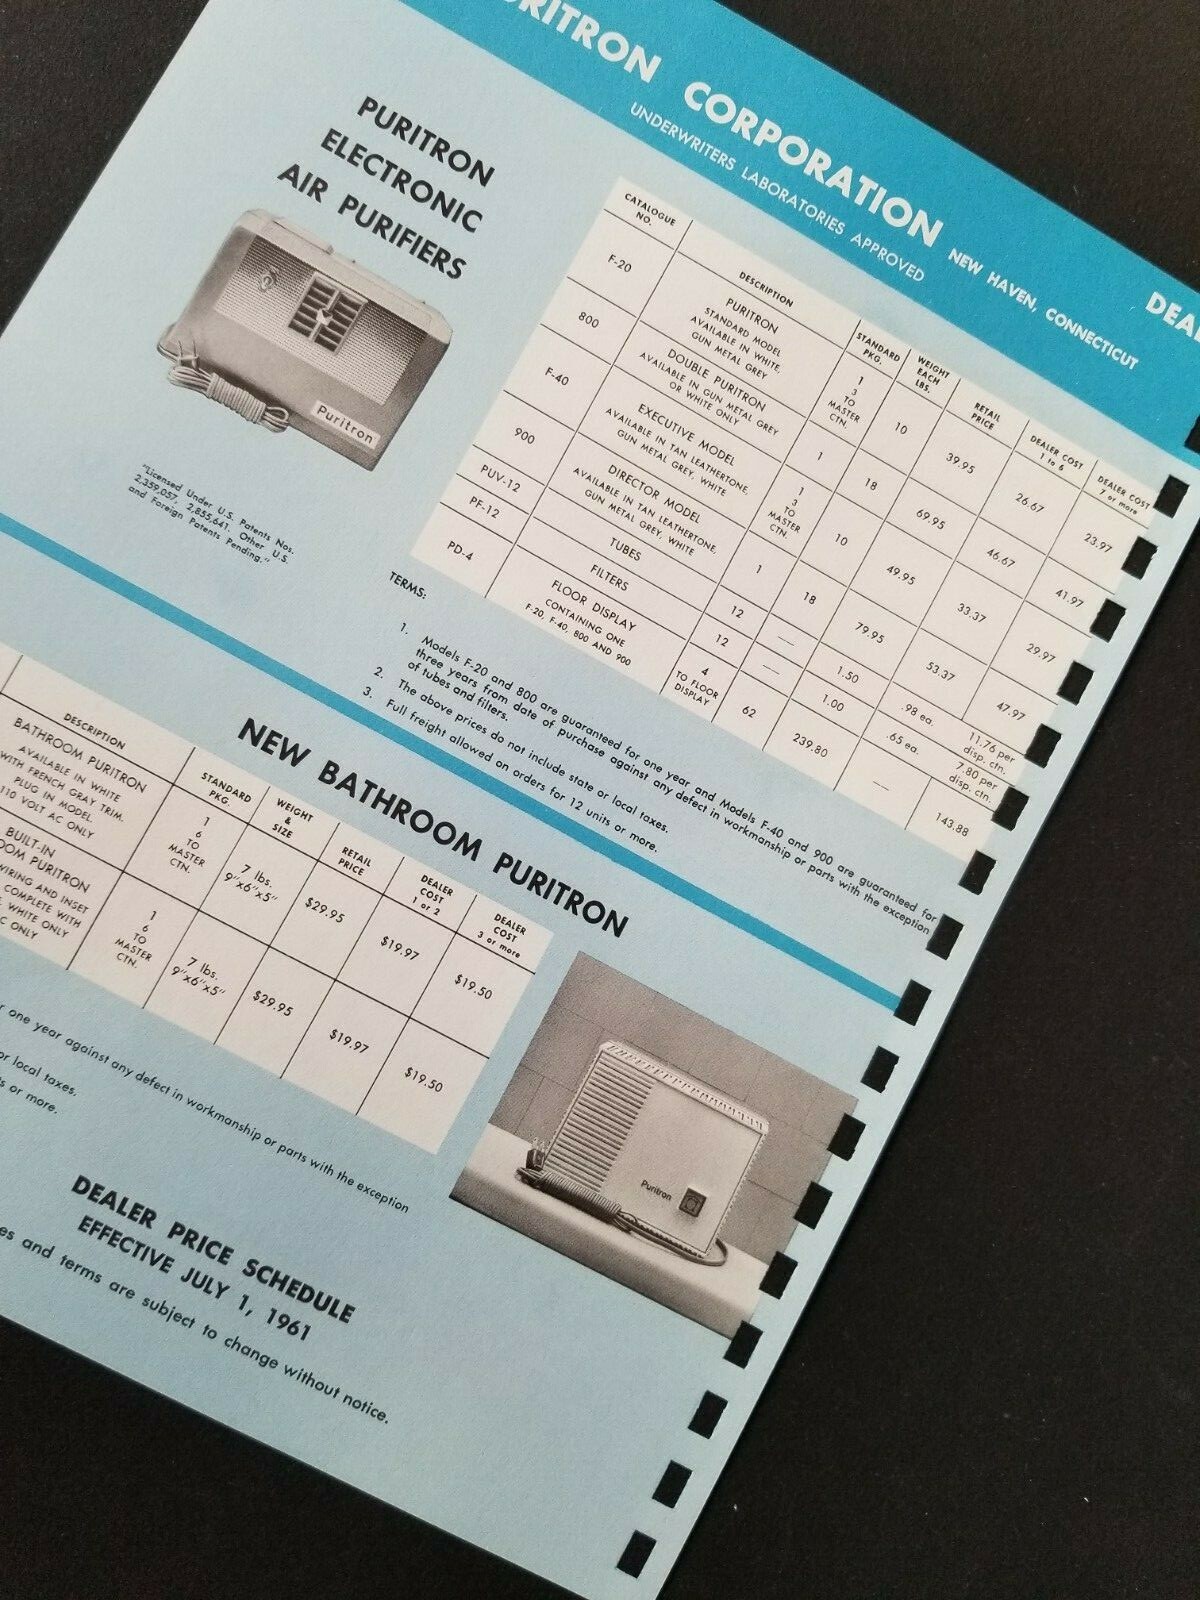 PURITRON CORPORATION NEW HAVEN, CONNECTICUT
UNDERWRITERS LABORATORIES APPROVED
PURITRON
ELECTRONIC
AIR PURIFIERS
Puritron
"Licensed Under U.S. Patents Nos.
2,359,057, 2,855,641. Other U.S.
and Foreign Patents Pending."
CATALOGUE NO. DESCRIPTION STANDARD PKG. WEIGHT EACH LBS. RETAIL PRICE DEALER COST 1 to 6 DEALER COST 7 or more
F-20 PURITRON STANDARD MODEL AVAILABLE IN WHITE, GUN METAL GREY 1 3 TO MASTER CTN. 10 39.95 26.67 23.97
800 DOUBLE PURITRON AVAILABLE IN GUN METAL GREY OR WHITE ONLY 1 18 69.95 46.67 41.97
F-40 EXECUTIVE MODEL AVAILABLE IN TAN LEATHERTONE, GUN METAL GREY, WHITE 1 3 TO MASTER CTN. 10 49.95 33.37 29.97
900 DIRECTOR MODEL AVAILABLE IN TAN LEATHERTONE, GUN METAL GREY, WHITE 1 18 79.95 53.37 47.97
PUV-12 TUBES 12 — 1.50 .98 ea. 11.76 per disp. ctn.
PF-12 FILTERS 12 — 1.00 .65 ea. 7.80 per disp. ctn.
PD-4 FLOOR DISPLAY CONTAINING ONE F-20, F-40, 800 AND 900 4 TO FLOOR DISPLAY 62 239.80 — 143.88
TERMS:
1. Models F-20 and 800 are guaranteed for one year and Models F-40 and 900 are guaranteed for
three years from date of purchase against any defect in workmanship or parts with the exception
of tubes and filters.
2. The above prices do not include state or local taxes.
3. Full freight allowed on orders for 12 units or more.
NEW BATHROOM PURITRON
DESCRIPTION STANDARD PKG. WEIGHT & SIZE RETAIL PRICE DEALER COST 1 or 2 DEALER COST 3 or more
BATHROOM PURITRON AVAILABLE IN WHITE WITH FRENCH GRAY TRIM. PLUG IN MODEL. 110 VOLT AC ONLY 1 6 TO MASTER CTN. 7 lbs. 9"x6"x5" $29.95 $19.97 $19.50
BUILT-IN PURITRON WIRING AND INSET COMPLETE WITH WHITE ONLY ONLY 1 6 TO MASTER CTN. 7 lbs. 9"x6"x5" $29.95 $19.97 $19.50
one year against any defect in workmanship or parts with the exception
or local taxes.
or more.
Puritron
DEALER PRICE SCHEDULE
EFFECTIVE JULY 1, 1961
and terms are subject to change without notice.